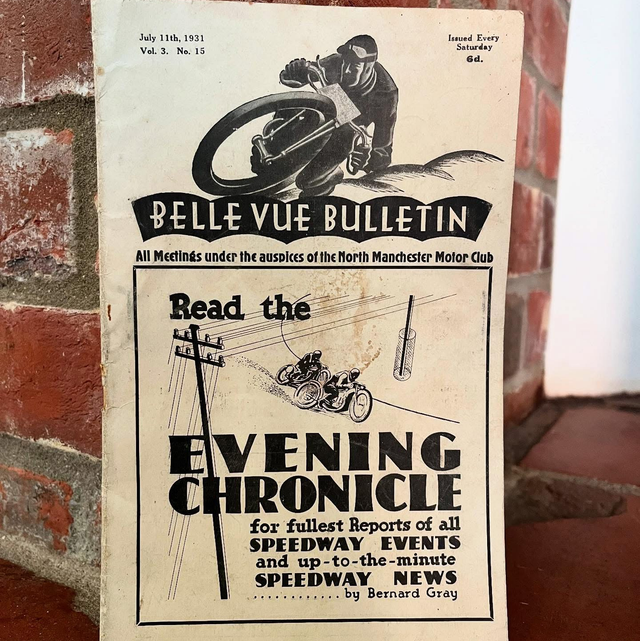 July 11th, 1931
Vol. 3. No. 15
Issued Every
Saturday
6d.
BELLE VUE BULLETIN
All Meetings under the auspices of the North Manchester Motor Club
Read the
EVENING
CHRONICLE
for fullest Reports of all
SPEEDWAY EVENTS
and up-to-the-minute
SPEEDWAY NEWS
............ by Bernard Gray